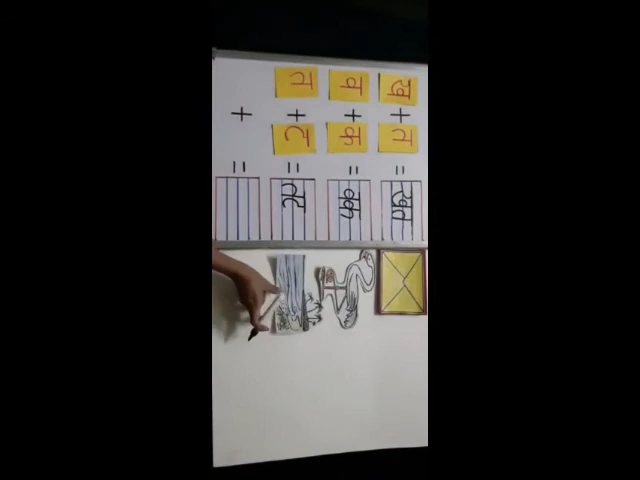 ख + त = खत
ब + क = बक
त + ट = तट
+ =